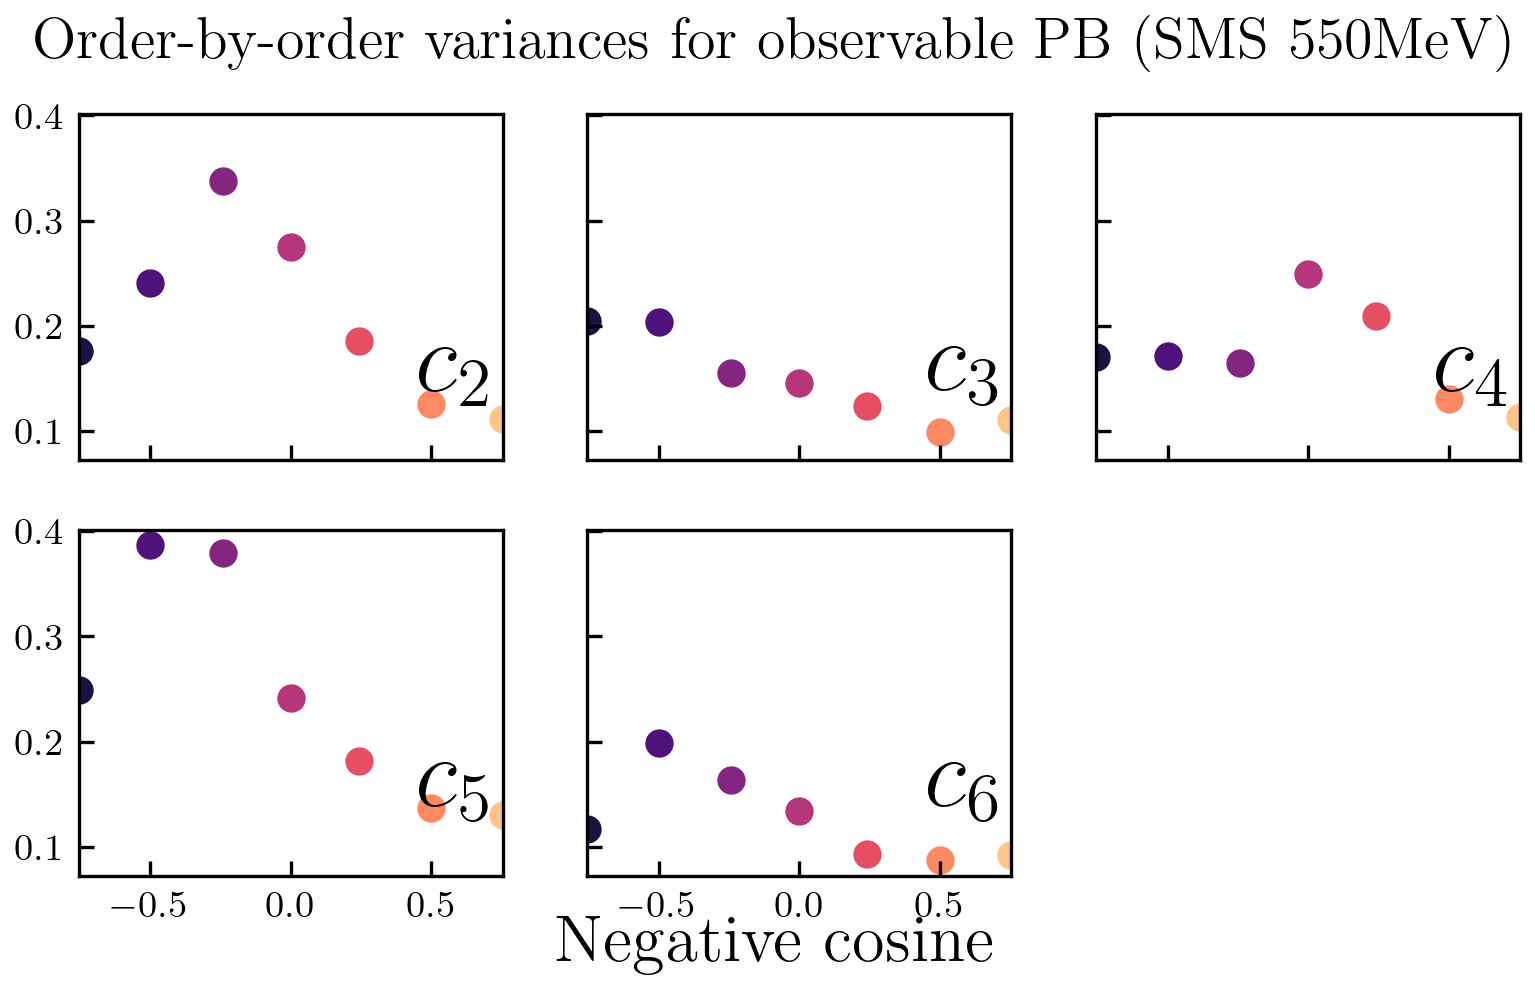 Order-by-order variances for observable PB (SMS 550MeV)
0.4
0.3
0.2
0.1
c2
c3
c4
0.4
0.3
0.2
0.1
c5
c6
−0.5 0.0 0.5
−0.5 0.0 0.5
Negative cosine